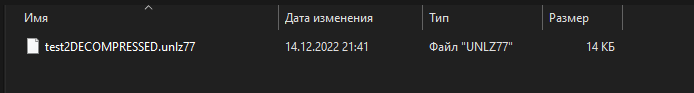 Имя Дата изменения Тип Размер
test2DECOMPRESSED.unlz77 14.12.2022 21:41 Файл "UNLZ77" 14 КБ